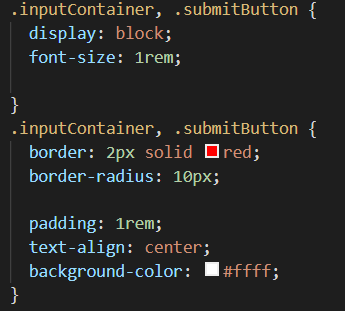 .inputContainer, .submitButton {
display: block;
font-size: 1rem;
}
.inputContainer, .submitButton {
border: 2px solid red;
border-radius: 10px;
padding: 1rem;
text-align: center;
background-color: #ffff;
}